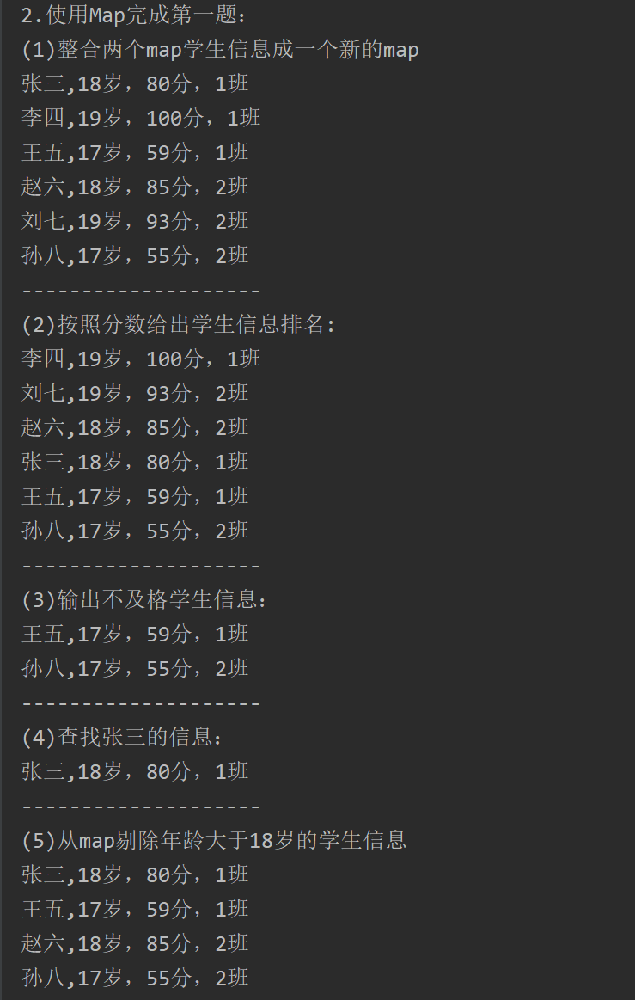 2.使用Map完成第一题:
(1)整合两个map学生信息成一个新的map
张三,18岁，80分，1班
李四,19岁，100分，1班
王五,17岁，59分，1班
赵六,18岁，85分，2班
刘七,19岁，93分，2班
孙八,17岁，55分，2班
---------------------
(2)按照分数给出学生信息排名:
李四,19岁，100分，1班
刘七,19岁，93分，2班
赵六,18岁，85分，2班
张三,18岁，80分，1班
王五,17岁，59分，1班
孙八,17岁，55分，2班
---------------------
(3)输出不及格学生信息:
王五,17岁，59分，1班
孙八,17岁，55分，2班
---------------------
(4)查找张三的信息:
张三,18岁，80分，1班
---------------------
(5)从map剔除年龄大于18岁的学生信息
张三,18岁，80分，1班
王五,17岁，59分，1班
赵六,18岁，85分，2班
孙八,17岁，55分，2班